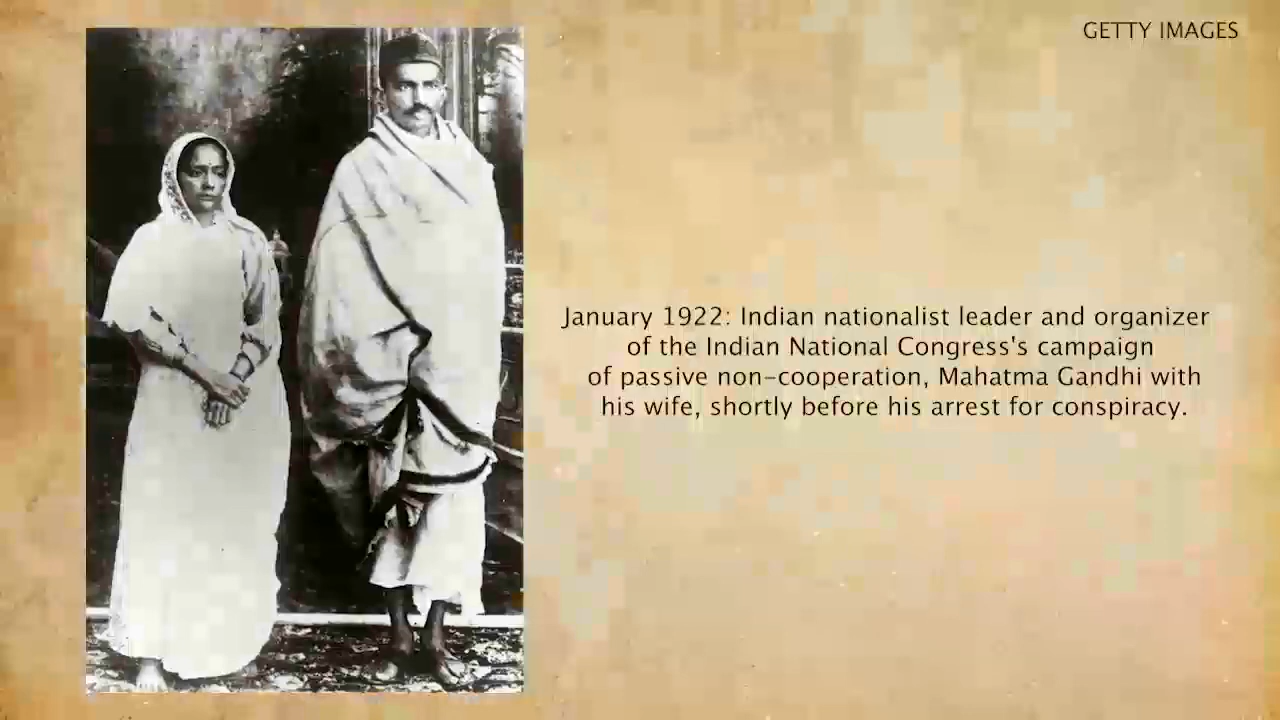 GETTY IMAGES
January 1922: Indian nationalist leader and organizer
of the Indian National Congress's campaign
of passive non-cooperation, Mahatma Gandhi with
his wife, shortly before his arrest for conspiracy.